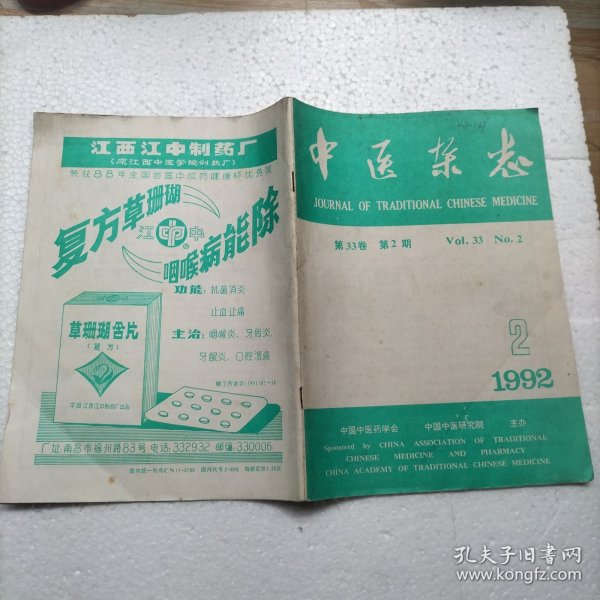 江西江中制药厂
(原江西中医学院制药厂)
荣获88年全国首届中成药健康杯优秀奖
复方草珊瑚
江中
咽喉病能除
功能：抗菌消炎
止血止痛
主治：咽喉炎、牙周炎
牙龈炎、口腔溃疡
草珊瑚含片
(复方)
中国江西江中制药厂出品
厂址:南昌市福州路83号 电话:332932 邮编:330006
中医杂志
JOURNAL OF TRADITIONAL CHINESE MEDICINE
第33卷 第2期 Vol. 33 No. 2
2
1992
中国中医药学会 中国中医研究院 主办
Sponsored by CHINA ASSOCIATION OF TRADITIONAL
CHINESE MEDICINE AND PHARMACY
CHINA ACADEMY OF TRADITIONAL CHINESE MEDICINE
孔夫子旧书网
www.kongfz.com